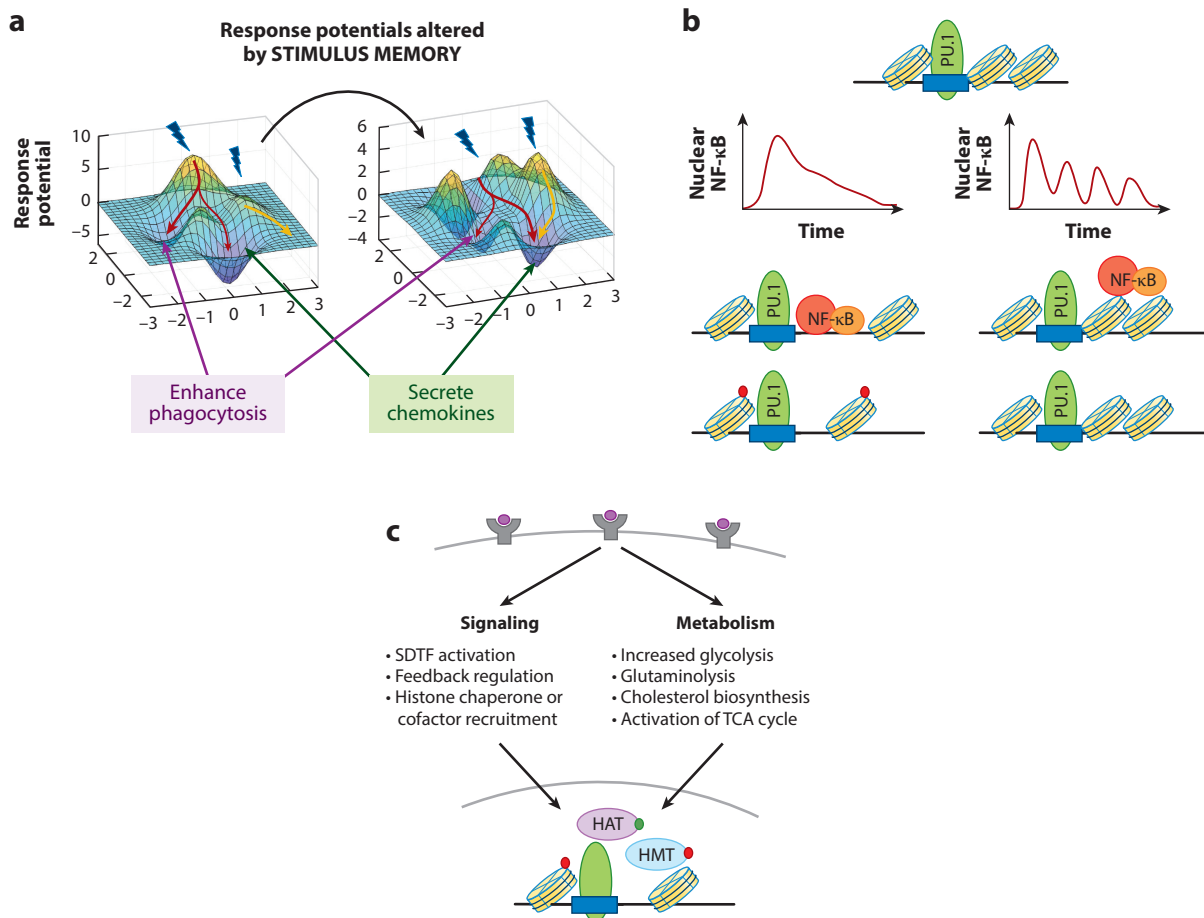 a
Response potentials altered
by STIMULUS MEMORY
Response
potential
10
5
0
–5
2
0
–2
–3
–2
–1
0
1
2
3
6
4
2
0
–2
–4
2
0
–2
–3
–2
–1
0
1
2
3
Enhance
phagocytosis
Secrete
chemokines
b
PU.1
Nuclear
NF-κB
Time
Nuclear
NF-κB
Time
PU.1
NF-κB
PU.1
NF-κB
PU.1
PU.1
c
Signaling
• SDTF activation
• Feedback regulation
• Histone chaperone or
cofactor recruitment
Metabolism
• Increased glycolysis
• Glutaminolysis
• Cholesterol biosynthesis
• Activation of TCA cycle
HAT
HMT